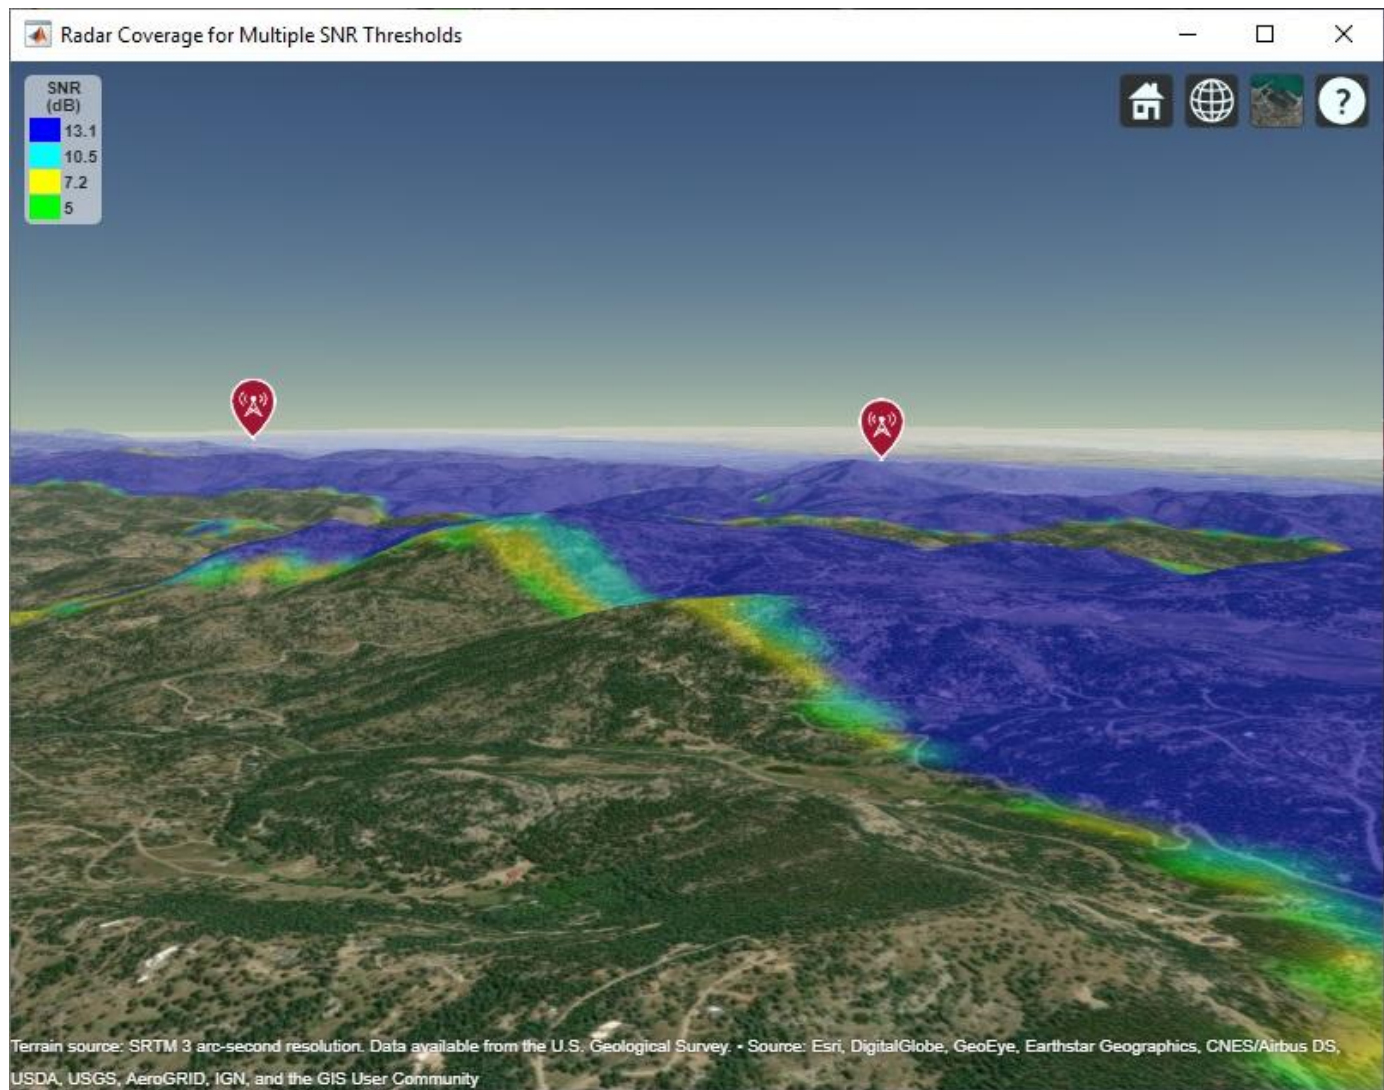 Radar Coverage for Multiple SNR Thresholds
SNR
(dB)
13.1
10.5
7.2
5
?
Terrain source: SRTM 3 arc-second resolution. Data available from the U.S. Geological Survey. • Source: Esri, DigitalGlobe, GeoEye, Earthstar Geographics, CNES/Airbus DS,
USDA, USGS, AeroGRID, IGN, and the GIS User Community